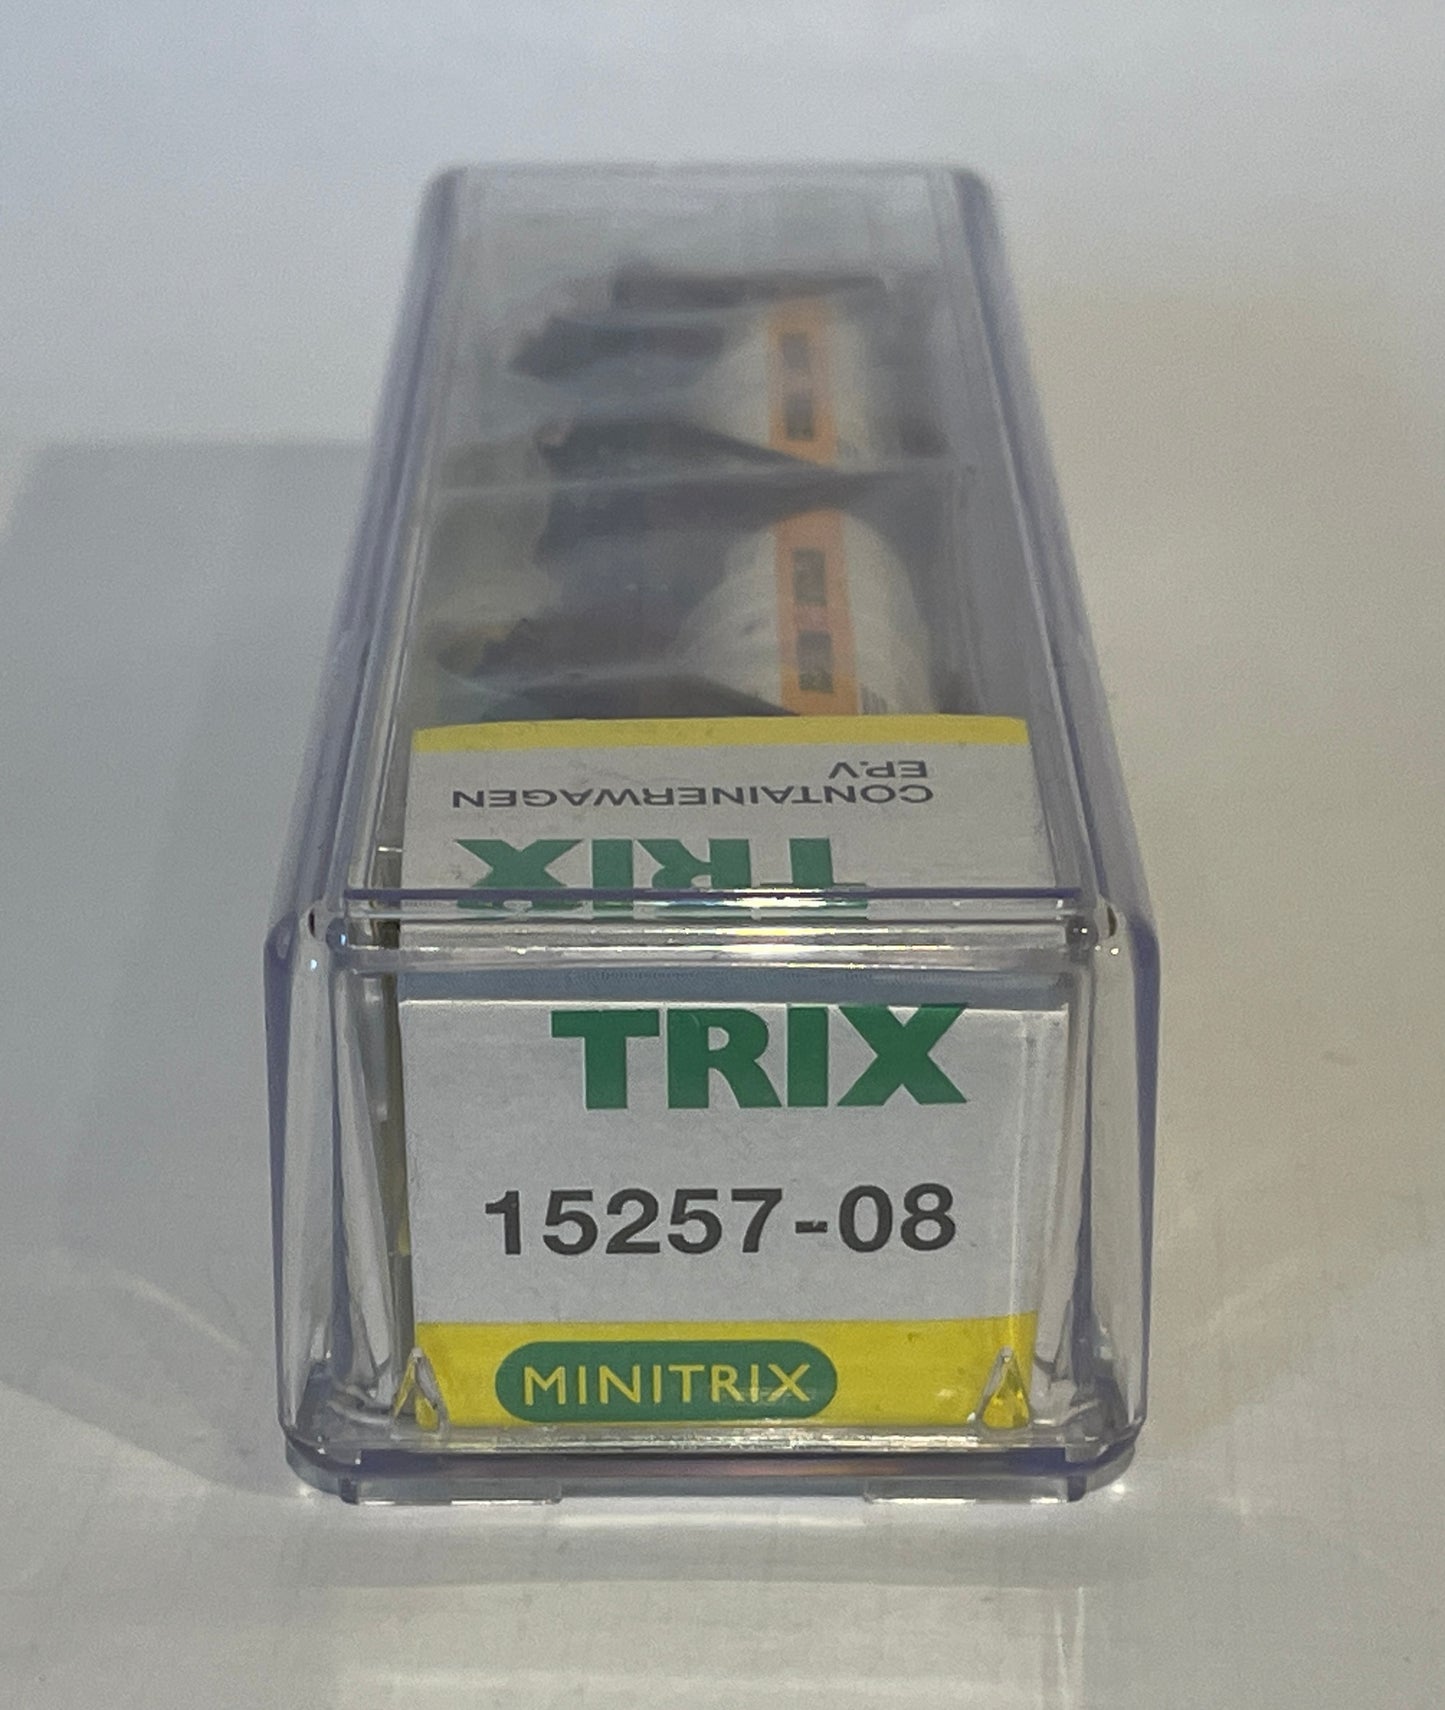 CONTAINERWAGEN
EP.V
TRIX
TRIX
15257-08
MINITRIX